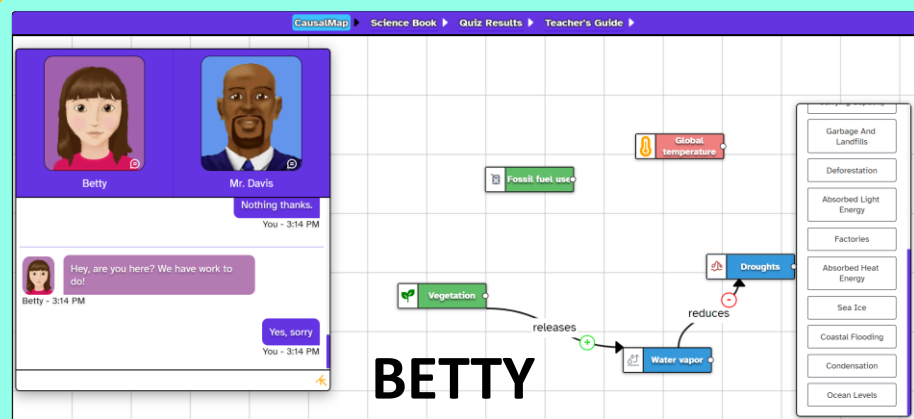 CausalMap
Science Book
Quiz Results
Teacher's Guide
Betty
Mr. Davis
Nothing thanks.
You - 3:14 PM
Hey, are you here? We have work to
do!
Betty - 3:14 PM
Yes, sorry
You - 3:14 PM
Global
temperature
Fossil fuel use
Vegetation
releases
+
Droughts
-
reduces
Water vapor
Garbage And
Landfills
Deforestation
Absorbed Light
Energy
Factories
Absorbed Heat
Energy
Sea Ice
Coastal Flooding
Condensation
Ocean Levels
BETTY